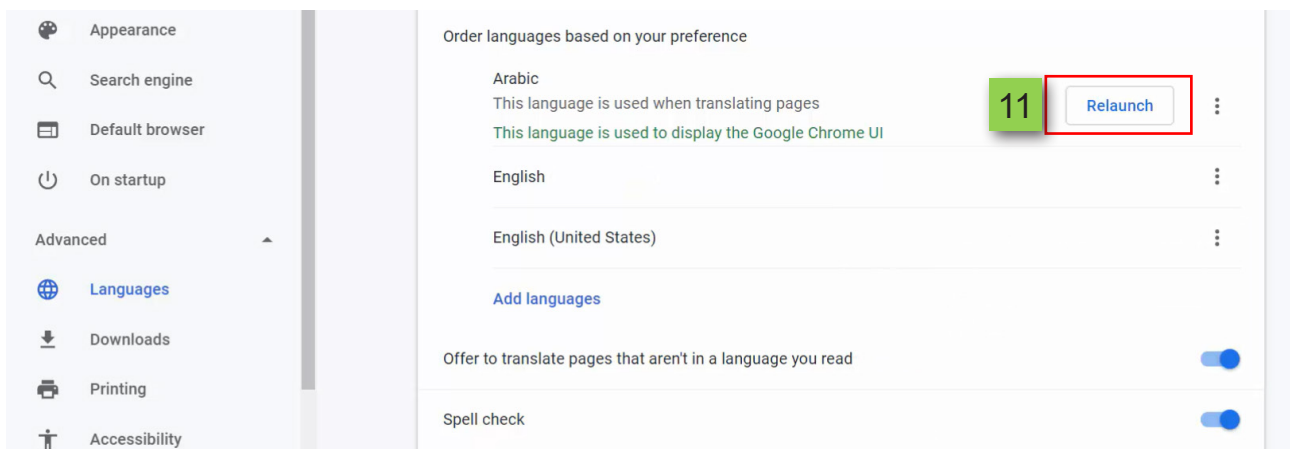 Appearance
Search engine
Default browser
On startup
Advanced
Languages
Downloads
Printing
Accessibility
Order languages based on your preference
Arabic
This language is used when translating pages
This language is used to display the Google Chrome UI
11
Relaunch
English
English (United States)
Add languages
Offer to translate pages that aren't in a language you read
Spell check